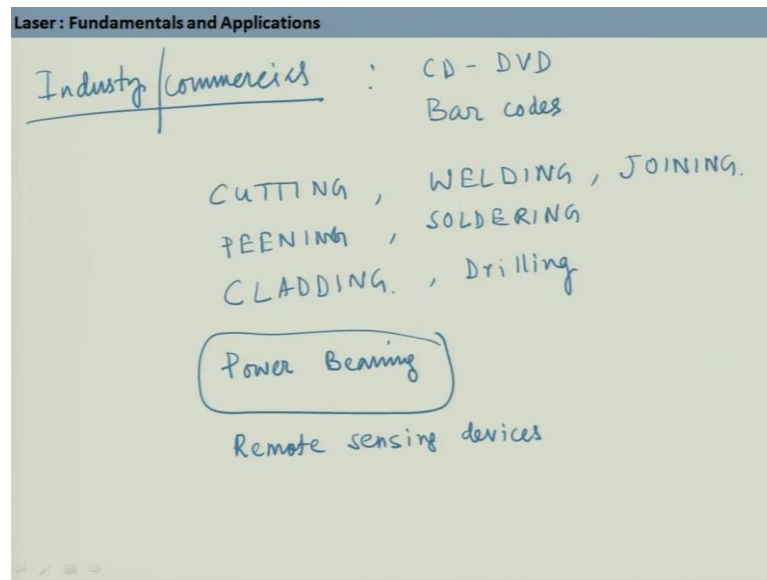 Laser : Fundamentals and Applications
Industry / commercies : CD - DVD
Bar codes
CUTTING , WELDING , JOINING.
PEENING , SOLDERING
CLADDING. , Drilling
Power Beaming
Remote sensing devices